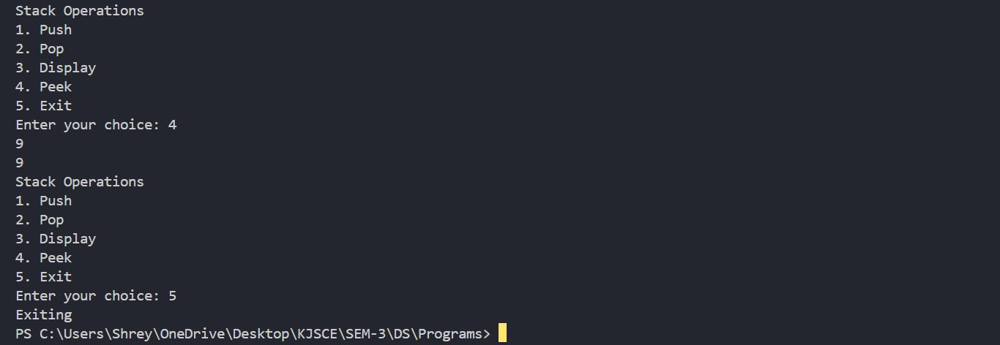 Stack Operations
1. Push
2. Pop
3. Display
4. Peek
5. Exit
Enter your choice: 4
9
9
Stack Operations
1. Push
2. Pop
3. Display
4. Peek
5. Exit
Enter your choice: 5
Exiting
PS C:\Users\Shrey\OneDrive\Desktop\KJSCE\SEM-3\DS\Programs>